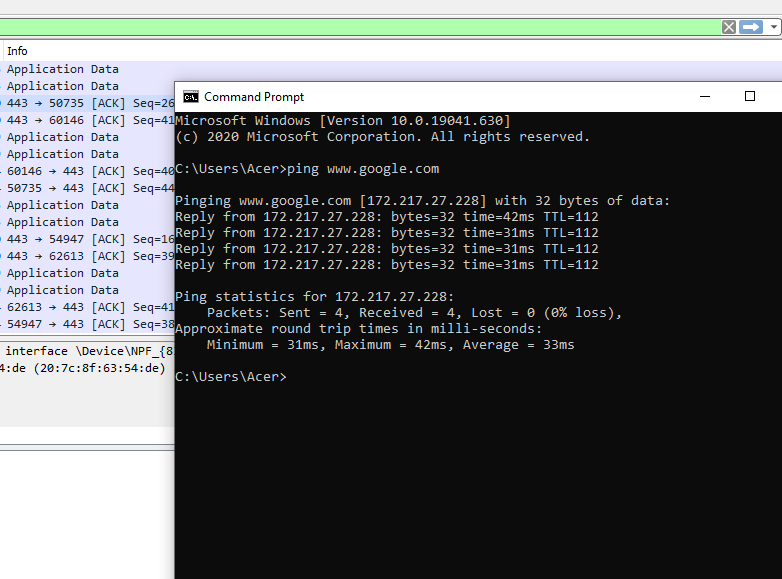 Info
Application Data
Application Data
443 → 50735 [ACK] Seq=26
443 → 60146 [ACK] Seq=41
Application Data
Application Data
60146 → 443 [ACK] Seq=40
50735 → 443 [ACK] Seq=44
Application Data
Application Data
443 → 54947 [ACK] Seq=16
443 → 62613 [ACK] Seq=39
Application Data
Application Data
62613 → 443 [ACK] Seq=41
54947 → 443 [ACK] Seq=38
interface \Device\NPF_{8
4:de (20:7c:8f:63:54:de)
Command Prompt
Microsoft Windows [Version 10.0.19041.630]
(c) 2020 Microsoft Corporation. All rights reserved.
C:\Users\Acer>ping www.google.com
Pinging www.google.com [172.217.27.228] with 32 bytes of data:
Reply from 172.217.27.228: bytes=32 time=42ms TTL=112
Reply from 172.217.27.228: bytes=32 time=31ms TTL=112
Reply from 172.217.27.228: bytes=32 time=31ms TTL=112
Reply from 172.217.27.228: bytes=32 time=31ms TTL=112
Ping statistics for 172.217.27.228:
Packets: Sent = 4, Received = 4, Lost = 0 (0% loss),
Approximate round trip times in milli-seconds:
Minimum = 31ms, Maximum = 42ms, Average = 33ms
C:\Users\Acer>